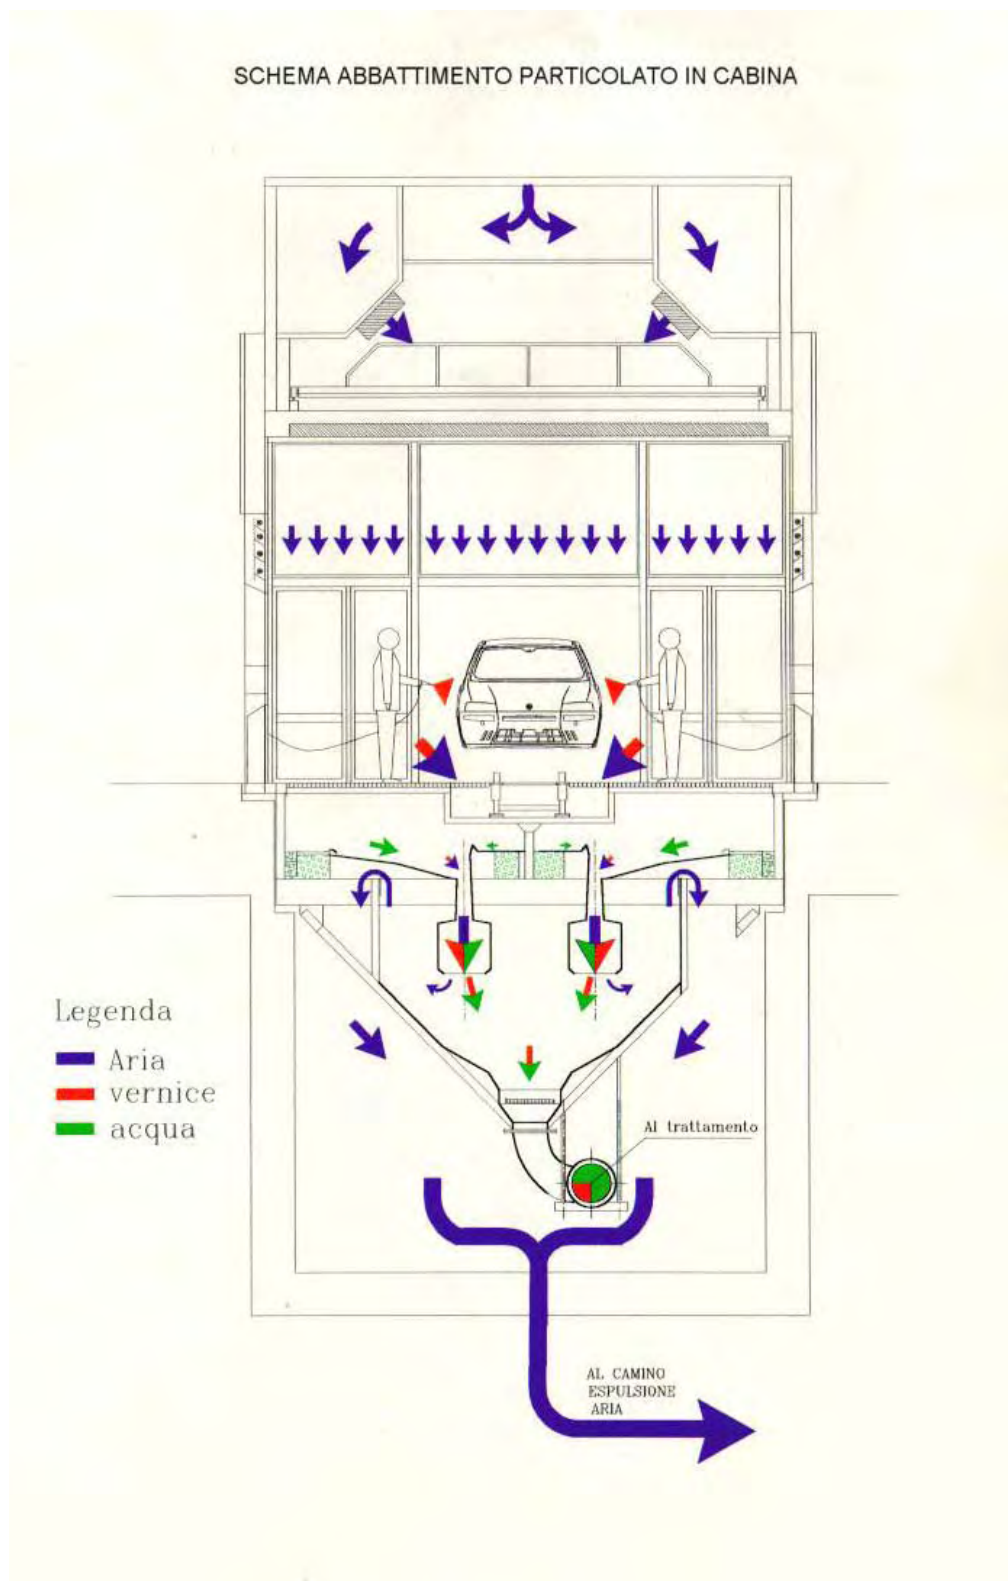 SCHEMA ABBATTIMENTO PARTICOLATO IN CABINA
Legenda
Aria
vernice
acqua
Al trattamento
AL CAMINO
ESPULSIONE
ARIA